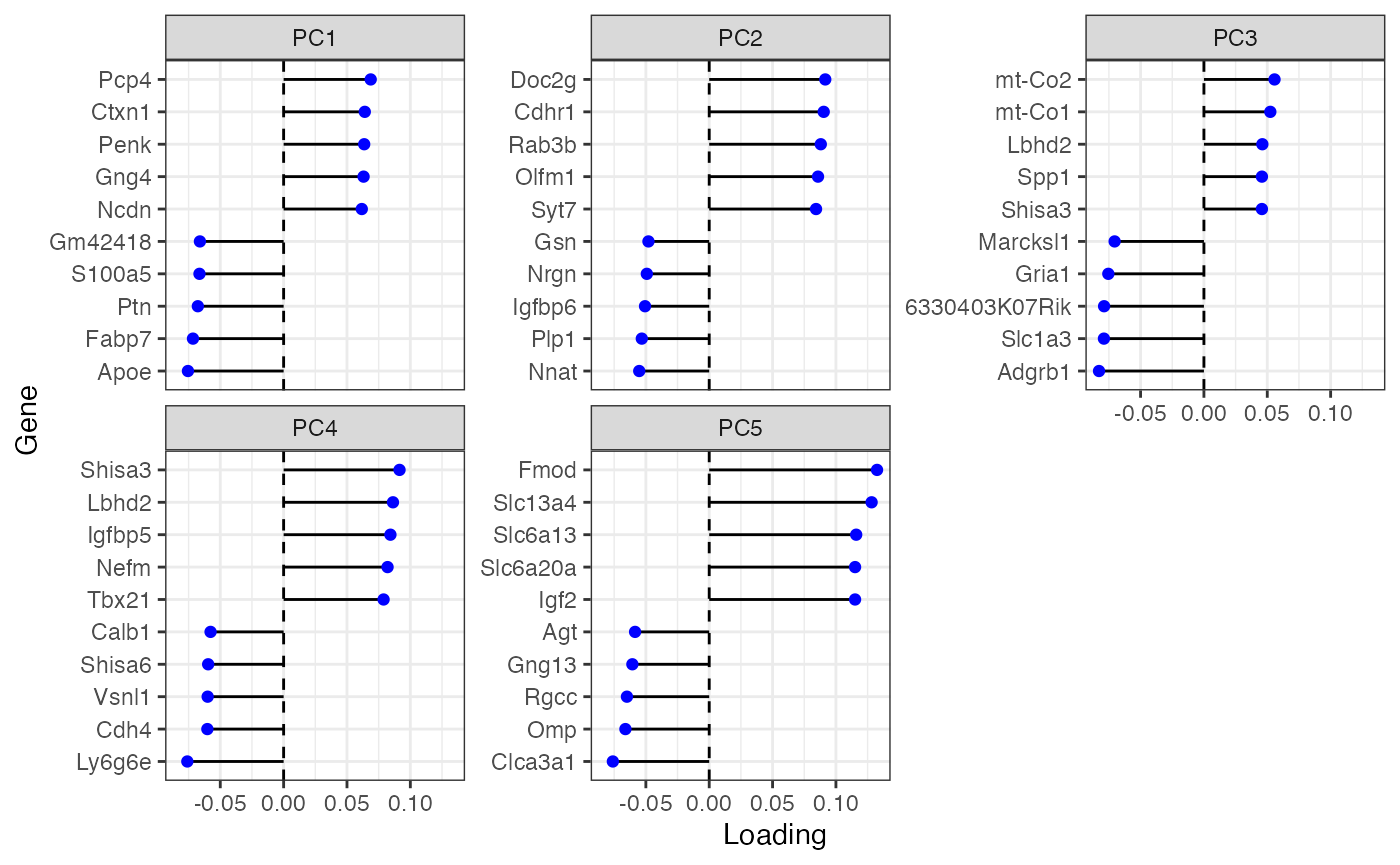 PC1
Pcp4
Ctxn1
Penk
Gng4
Ncdn
Gm42418
S100a5
Ptn
Fabp7
Apoe
PC2
Doc2g
Cdhr1
Rab3b
Olfm1
Syt7
Gsn
Nrgn
Igfbp6
Plp1
Nnat
PC3
mt-Co2
mt-Co1
Lbhd2
Spp1
Shisa3
Marcksl1
Gria1
6330403K07Rik
Slc1a3
Adgrb1
-0.05 0.00 0.05 0.10
Gene
PC4
Shisa3
Lbhd2
Igfbp5
Nefm
Tbx21
Calb1
Shisa6
Vsnl1
Cdh4
Ly6g6e
-0.05 0.00 0.05 0.10
PC5
Fmod
Slc13a4
Slc6a13
Slc6a20a
Igf2
Agt
Gng13
Rgcc
Omp
Clca3a1
-0.05 0.00 0.05 0.10
Loading